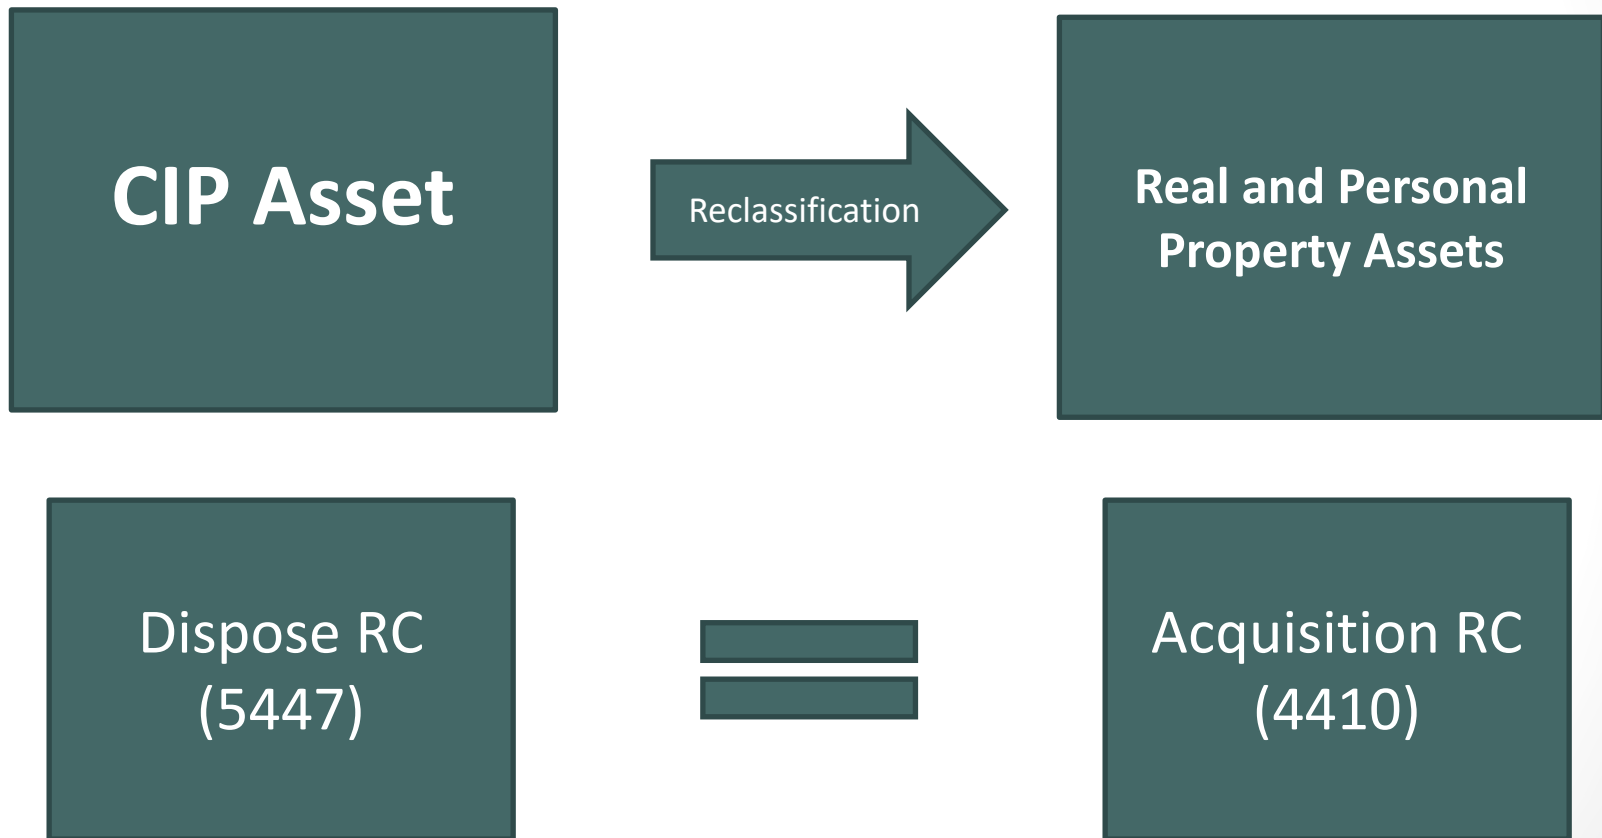 CIP Asset
Reclassification
Real and Personal
Property Assets
Dispose RC
(5447)
Acquisition RC
(4410)